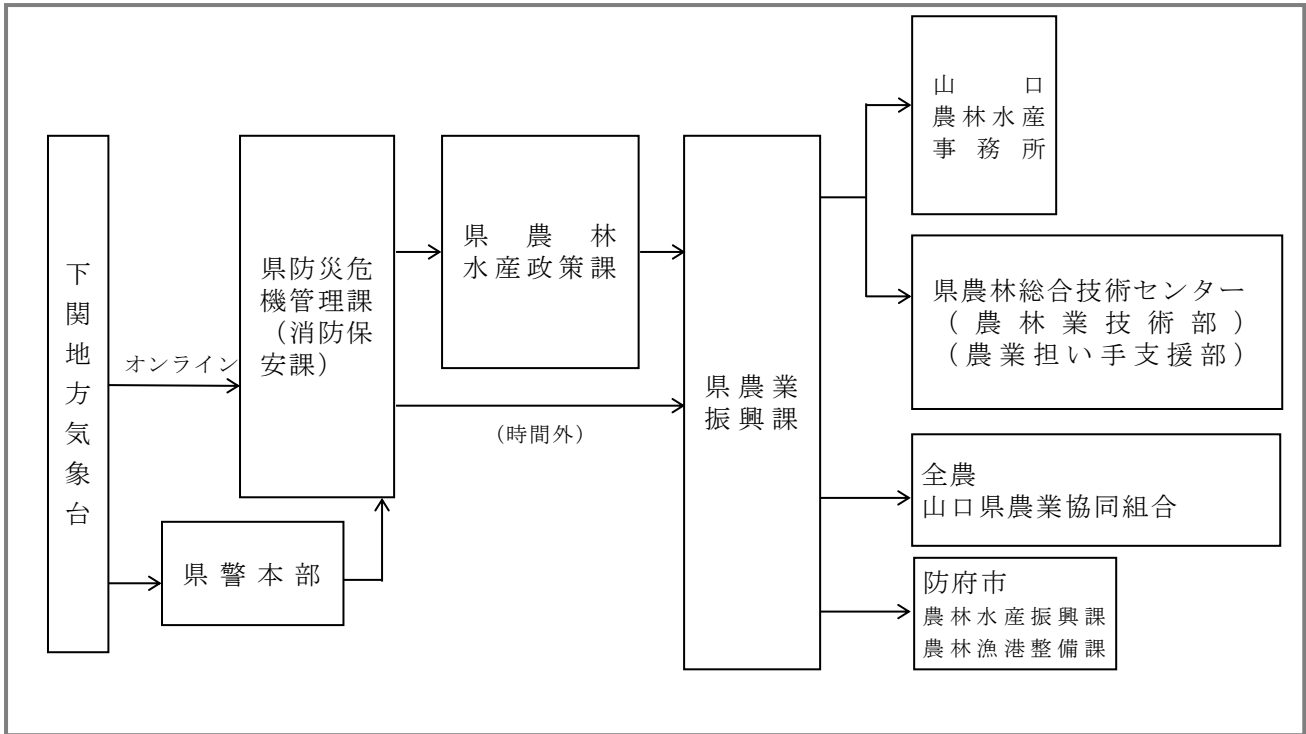 下関地方気象台
オンライン
県防災危
機管理課
（消防保
安課）
県警本部
県農林
水産政策課
（時間外）
県農業
振興課
山口
農林水産
事務所
県農林総合技術センター
（農林業技術部）
（農業担い手支援部）
全農
山口県農業協同組合
防府市
農林水産振興課
農林漁港整備課